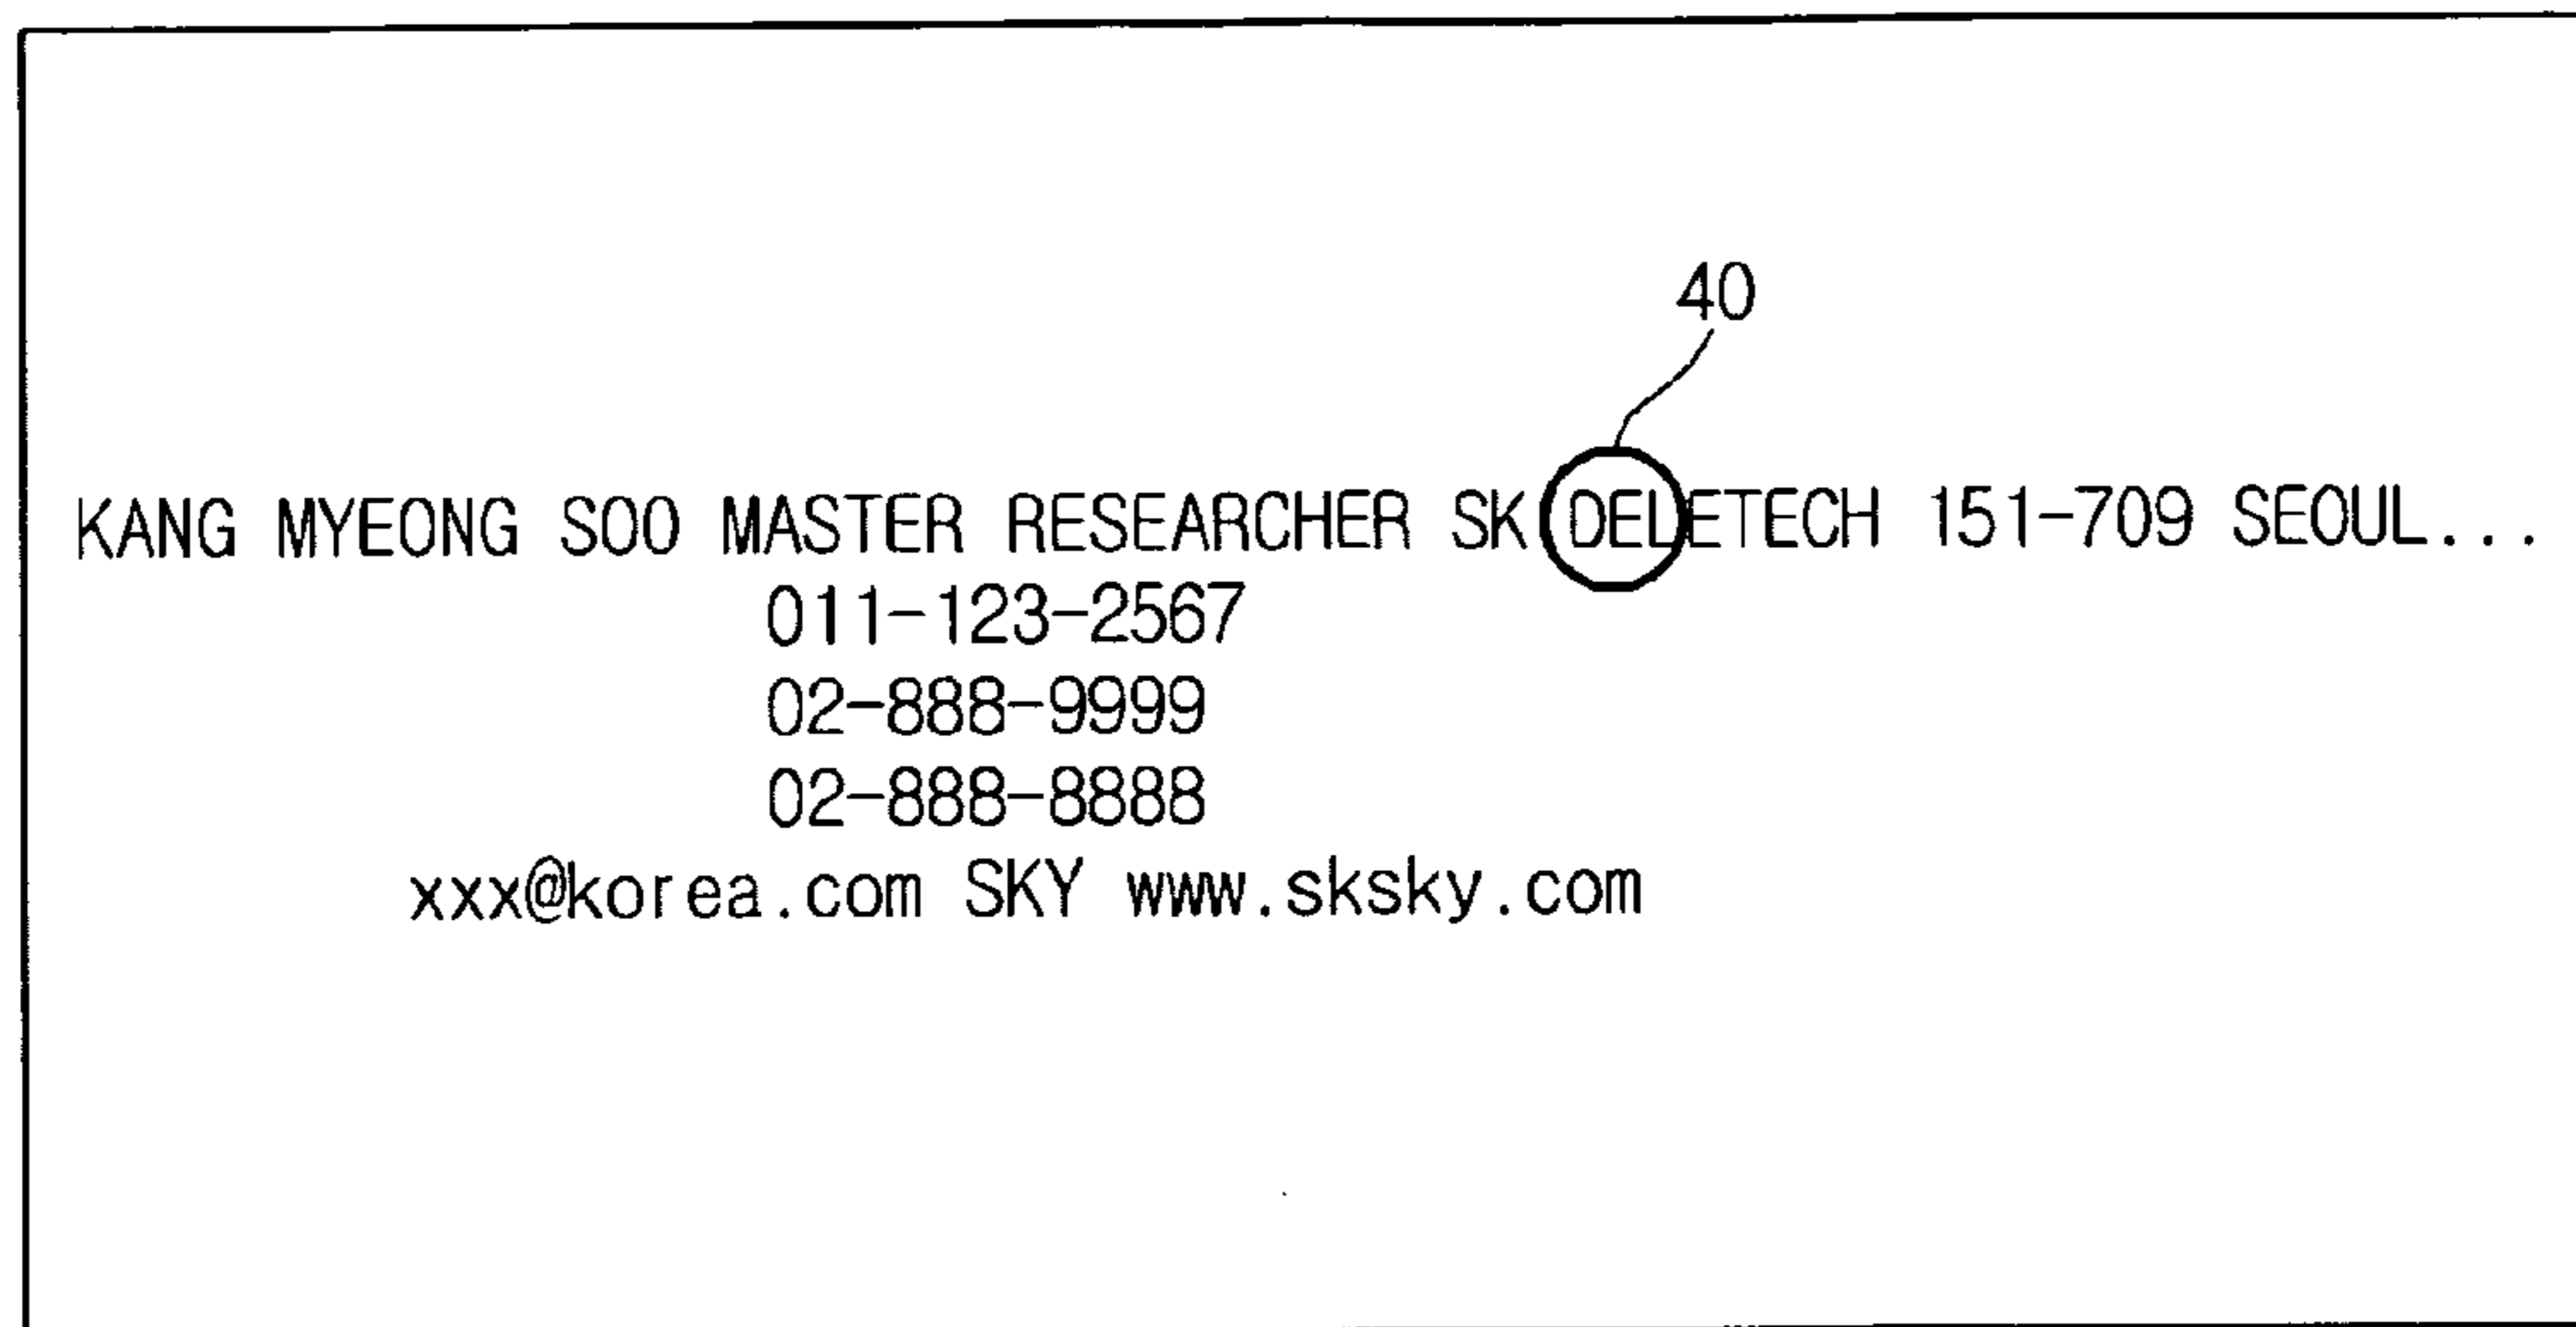 40
KANG MYEONG SOO MASTER RESEARCHER SK DELETECH 151-709 SEOUL...
011-123-2567
02-888-9999
02-888-8888
xxx@korea.com SKY www.sksky.com